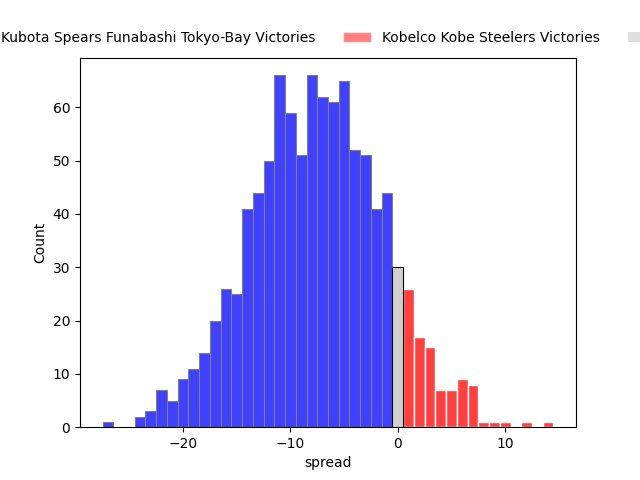 Kubota Spears Funabashi Tokyo-Bay Victories Kobelco Kobe Steelers Victories
60
50
40
30
20
10
0
Count
−20 −10 0 10
spread